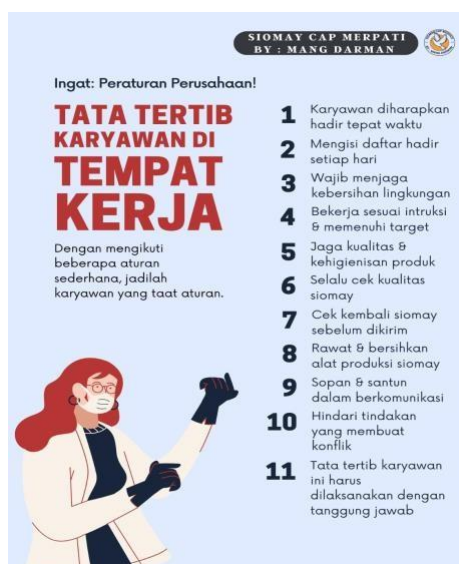 SIOMAY CAP MERPATI
BY : MANG DARMAN
Ingat: Peraturan Perusahaan!
TATA TERTIB
KARYAWAN DI
TEMPAT
KERJA
Dengan mengikuti
beberapa aturan
sederhana, jadilah
karyawan yang taat aturan.
1 Karyawan diharapkan
hadir tepat waktu
2 Mengisi daftar hadir
setiap hari
3 Wajib menjaga
kebersihan lingkungan
4 Bekerja sesuai intruksi
& memenuhi target
5 Jaga kualitas &
kehigienisan produk
6 Selalu cek kualitas
siomay
7 Cek kembali siomay
sebelum dikirim
8 Rawat & bersihkan
alat produksi siomay
9 Sopan & santun
dalam berkomunikasi
10 Hindari tindakan
yang membuat
konflik
11 Tata tertib karyawan
ini harus
dilaksanakan dengan
tanggung jawab